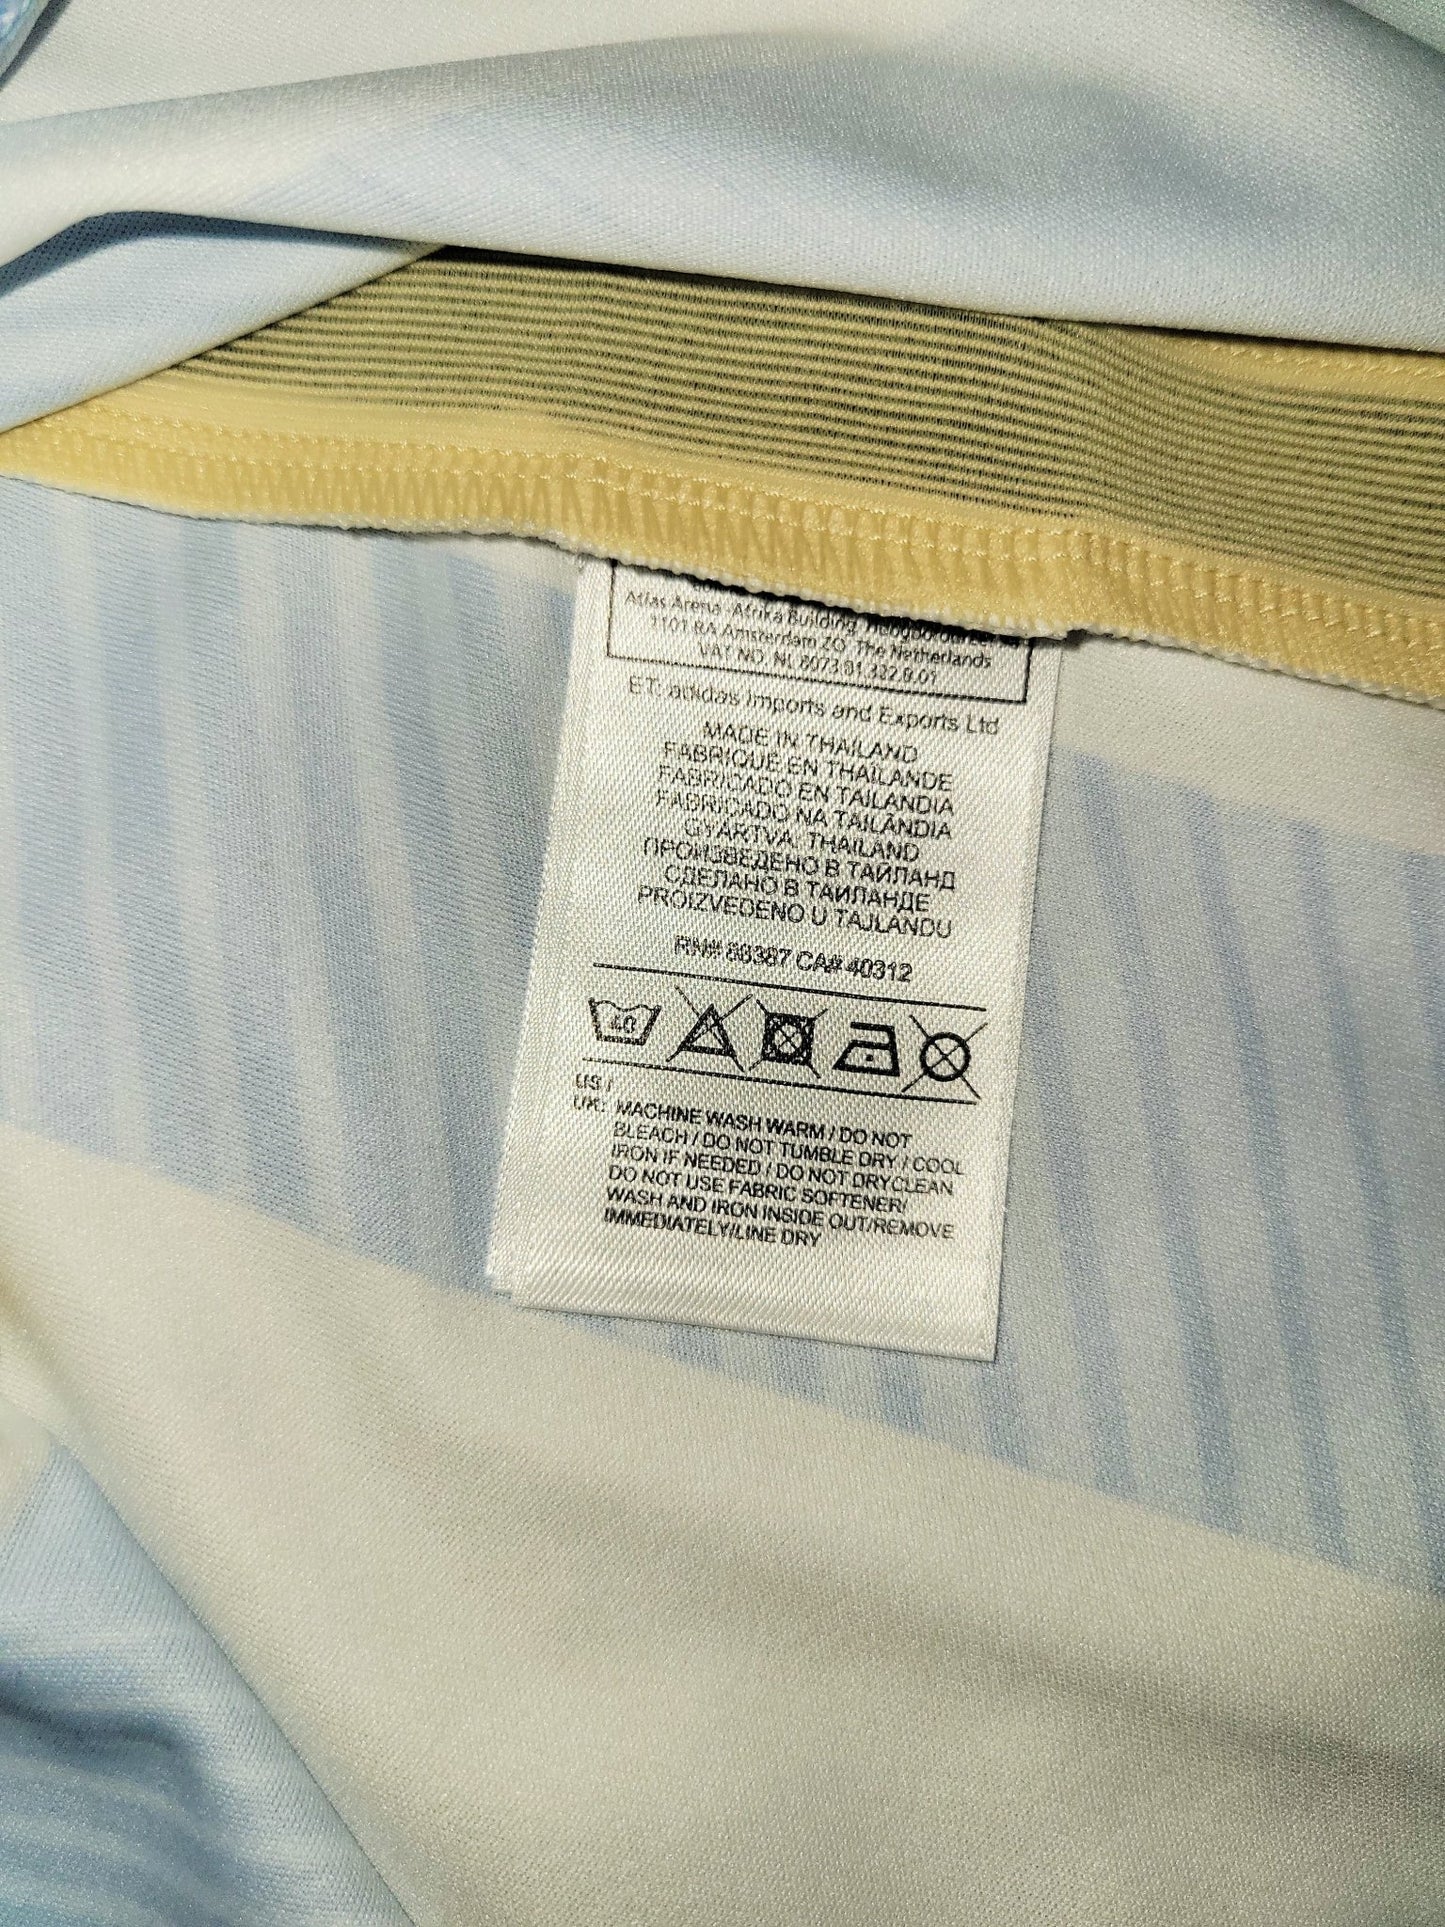 Atlas Arena -Afrika Building,
1101 RA Amsterdam ZO The Netherlands
VAT NO. NL 8073.01.322.B.01
ET: adidas Imports and Exports Ltd
MADE IN THAILAND
FABRIQUE EN THAÏLANDE
FABRICADO EN TAILANDIA
FABRICADO NA TAILÂNDIA
GYÁRTVA: THAILAND
ПРОИЗВЕДЕНО В ТАЙЛАНД
СДЕЛАНО В ТАИЛАНДЕ
PROIZVEDENO U TAJLANDU
RN# 88387 CA# 40312
40
US /
UK: MACHINE WASH WARM / DO NOT
BLEACH / DO NOT TUMBLE DRY / COOL
IRON IF NEEDED / DO NOT DRYCLEAN
DO NOT USE FABRIC SOFTENER/
WASH AND IRON INSIDE OUT/REMOVE
IMMEDIATELY/LINE DRY